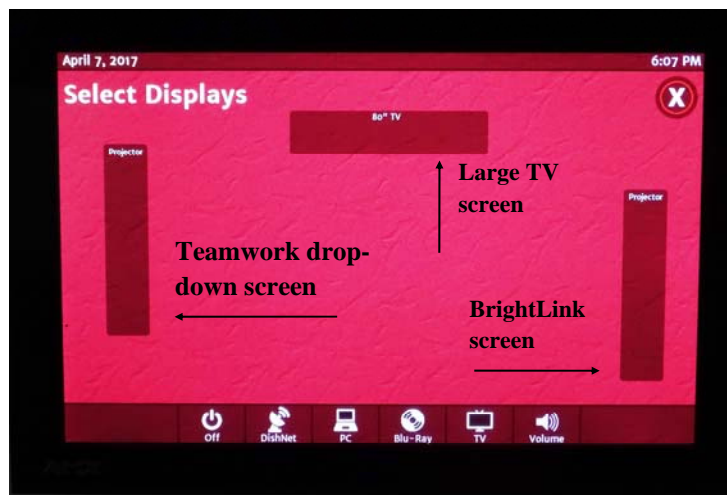 April 7, 2017
6:07 PM
Select Displays
X
80" TV
Projector
Large TV
screen
Projector
Teamwork drop-
down screen
BrightLink
screen
Off
DishNet
PC
Blu-Ray
TV
Volume